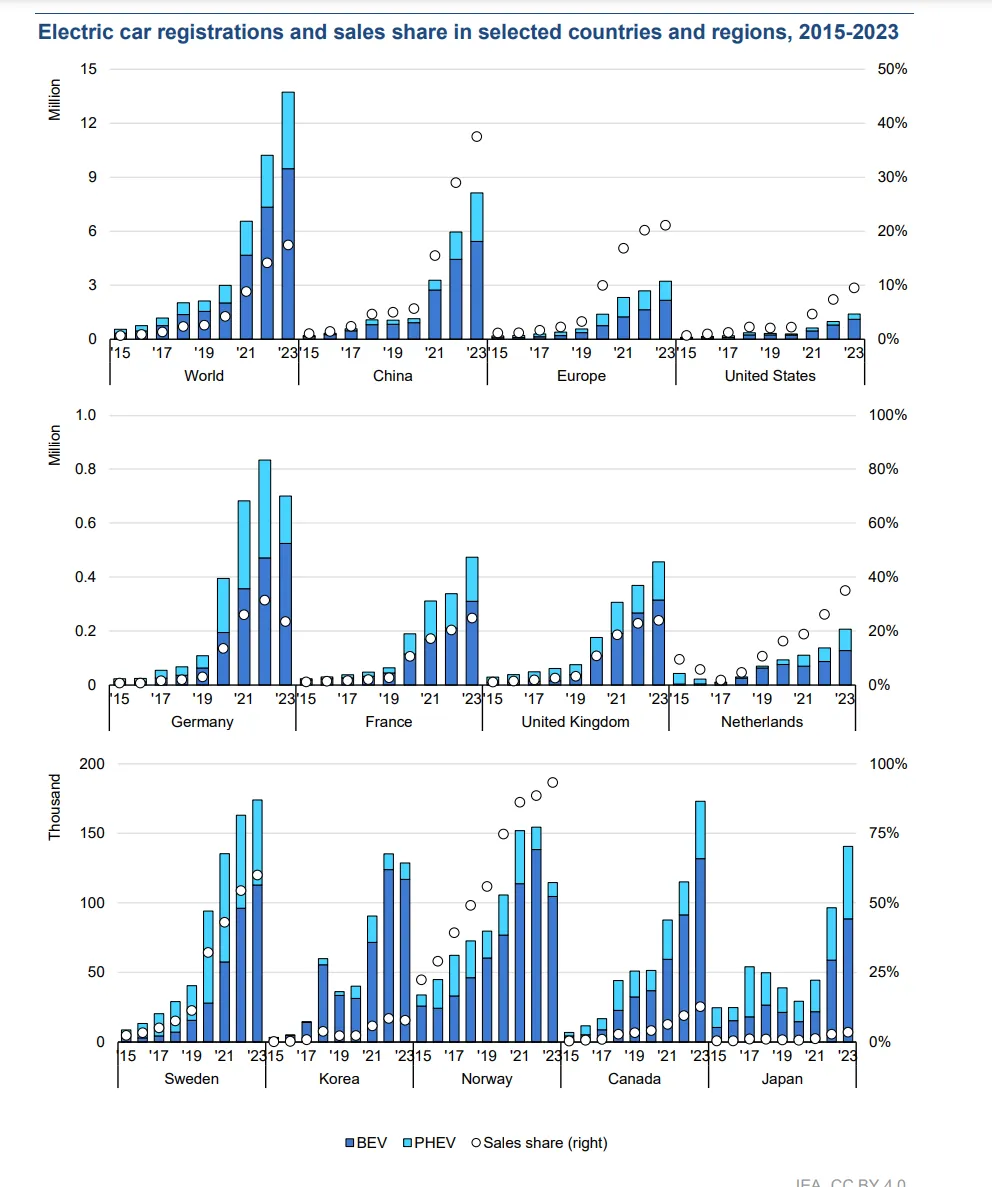 Electric car registrations and sales share in selected countries and regions, 2015-2023
Million
15 50%
12 40%
9 30%
6 20%
3 10%
0 0%
'15 '17 '19 '21 '23 '15 '17 '19 '21 '23 '15 '17 '19 '21 '23 '15 '17 '19 '21 '23
World China Europe United States
Million
1.0 100%
0.8 80%
0.6 60%
0.4 40%
0.2 20%
0 0%
'15 '17 '19 '21 '23 '15 '17 '19 '21 '23 '15 '17 '19 '21 '23 '15 '17 '19 '21 '23
Germany France United Kingdom Netherlands
Thousand
200 100%
150 75%
100 50%
50 25%
0 0%
'15 '17 '19 '21 '23 '15 '17 '19 '21 '23 '15 '17 '19 '21 '23 '15 '17 '19 '21 '23 '15 '17 '19 '21 '23
Sweden Korea Norway Canada Japan
BEV PHEV Sales share (right)
IEA. CC BY 4.0